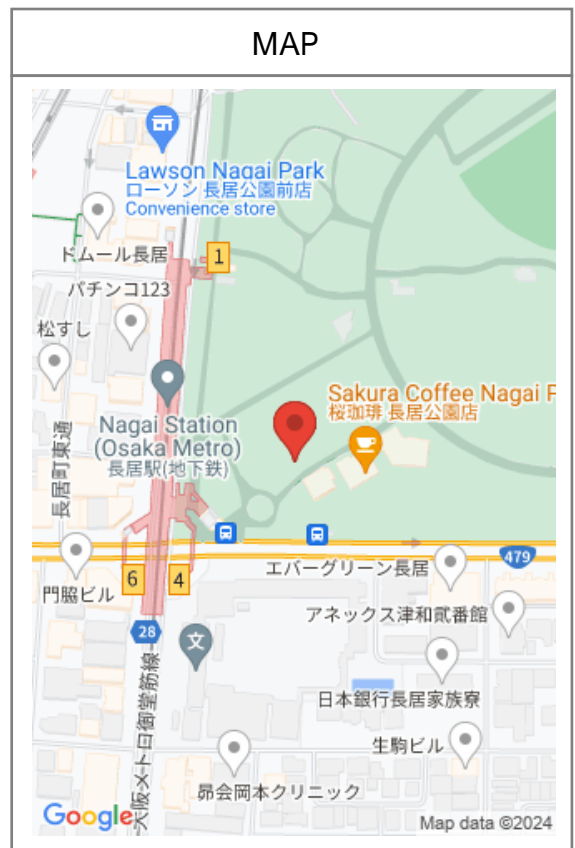 MAP
Lawson Nagai Park
ローソン 長居公園前店
Convenience store
ドムール長居
1
パチンコ123
松すし
Sakura Coffee Nagai P
桜珈琲 長居公園店
Nagai Station
(Osaka Metro)
長居駅(地下鉄)
長居町東通
479
エバーグリーン長居
6
4
門脇ビル
アネックス津和貮番館
28
文
日本銀行長居家族寮
大阪メトロ御堂筋線
生駒ビル
昴会岡本クリニック
Google
Map data ©2024